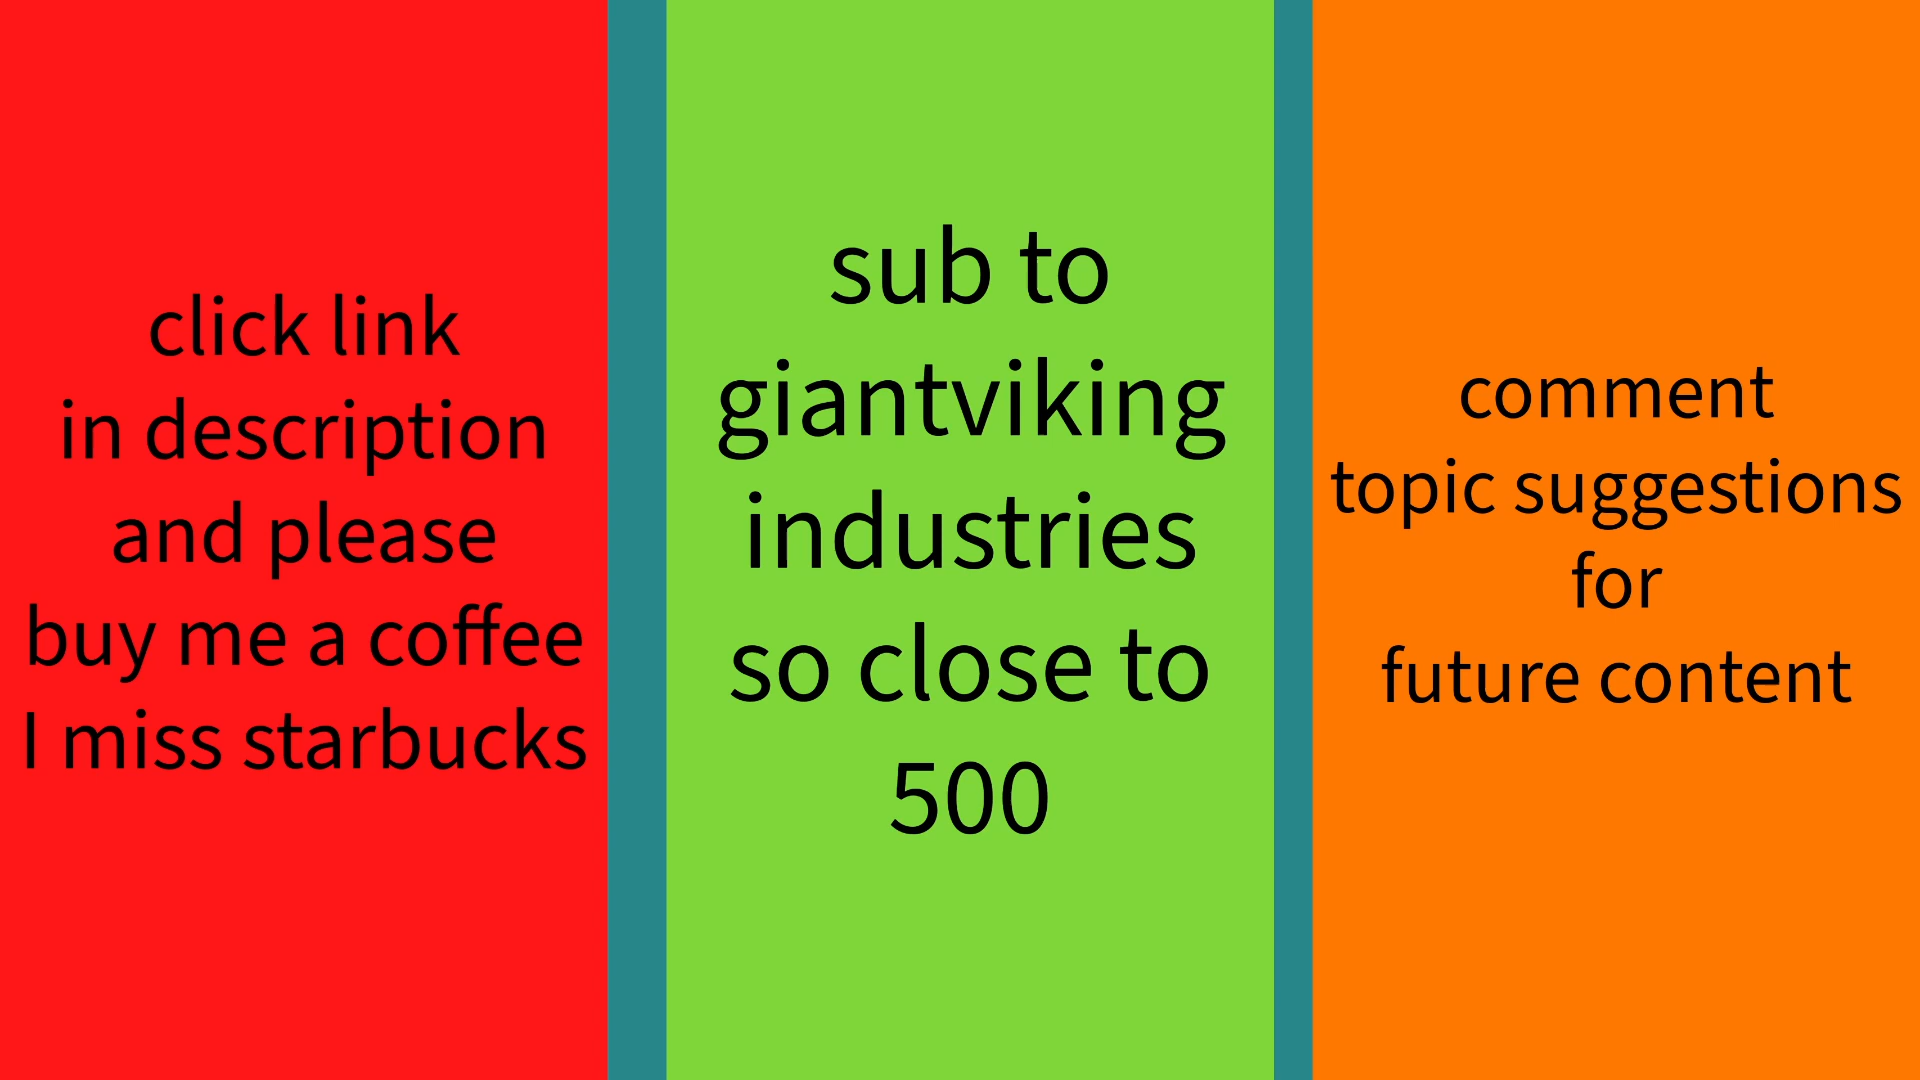 click link
in description
and please
buy me a coffee
I miss starbucks
sub to
giantviking
industries
so close to
500
comment
topic suggestions
for
future content